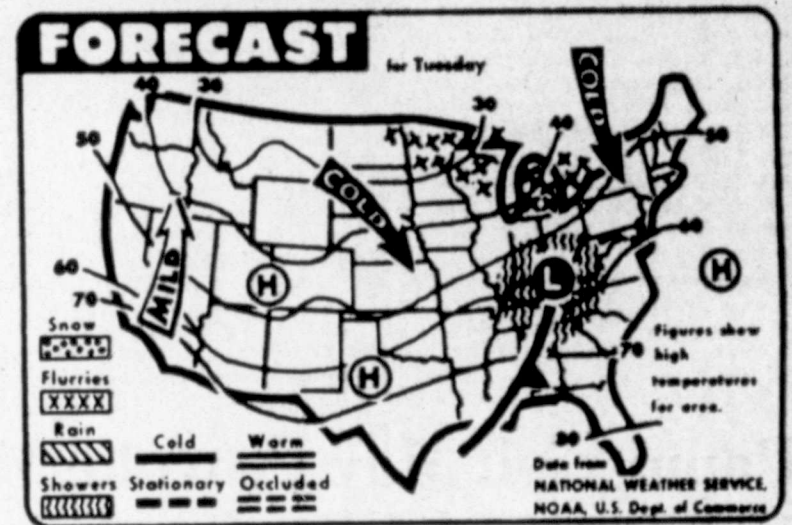 FORECAST
for Tuesday
40 30
COLD
30
40
50
50
COLD
60
MILD
H
L
H
60
70
H
70
80
Snow
Flurries
XXXX
Rain
Showers
Cold
Warm
Stationary
Occluded
Figures show
high
temperatures
for area.
Data from
NATIONAL WEATHER SERVICE,
NOAA, U.S. Dept. of Commerce